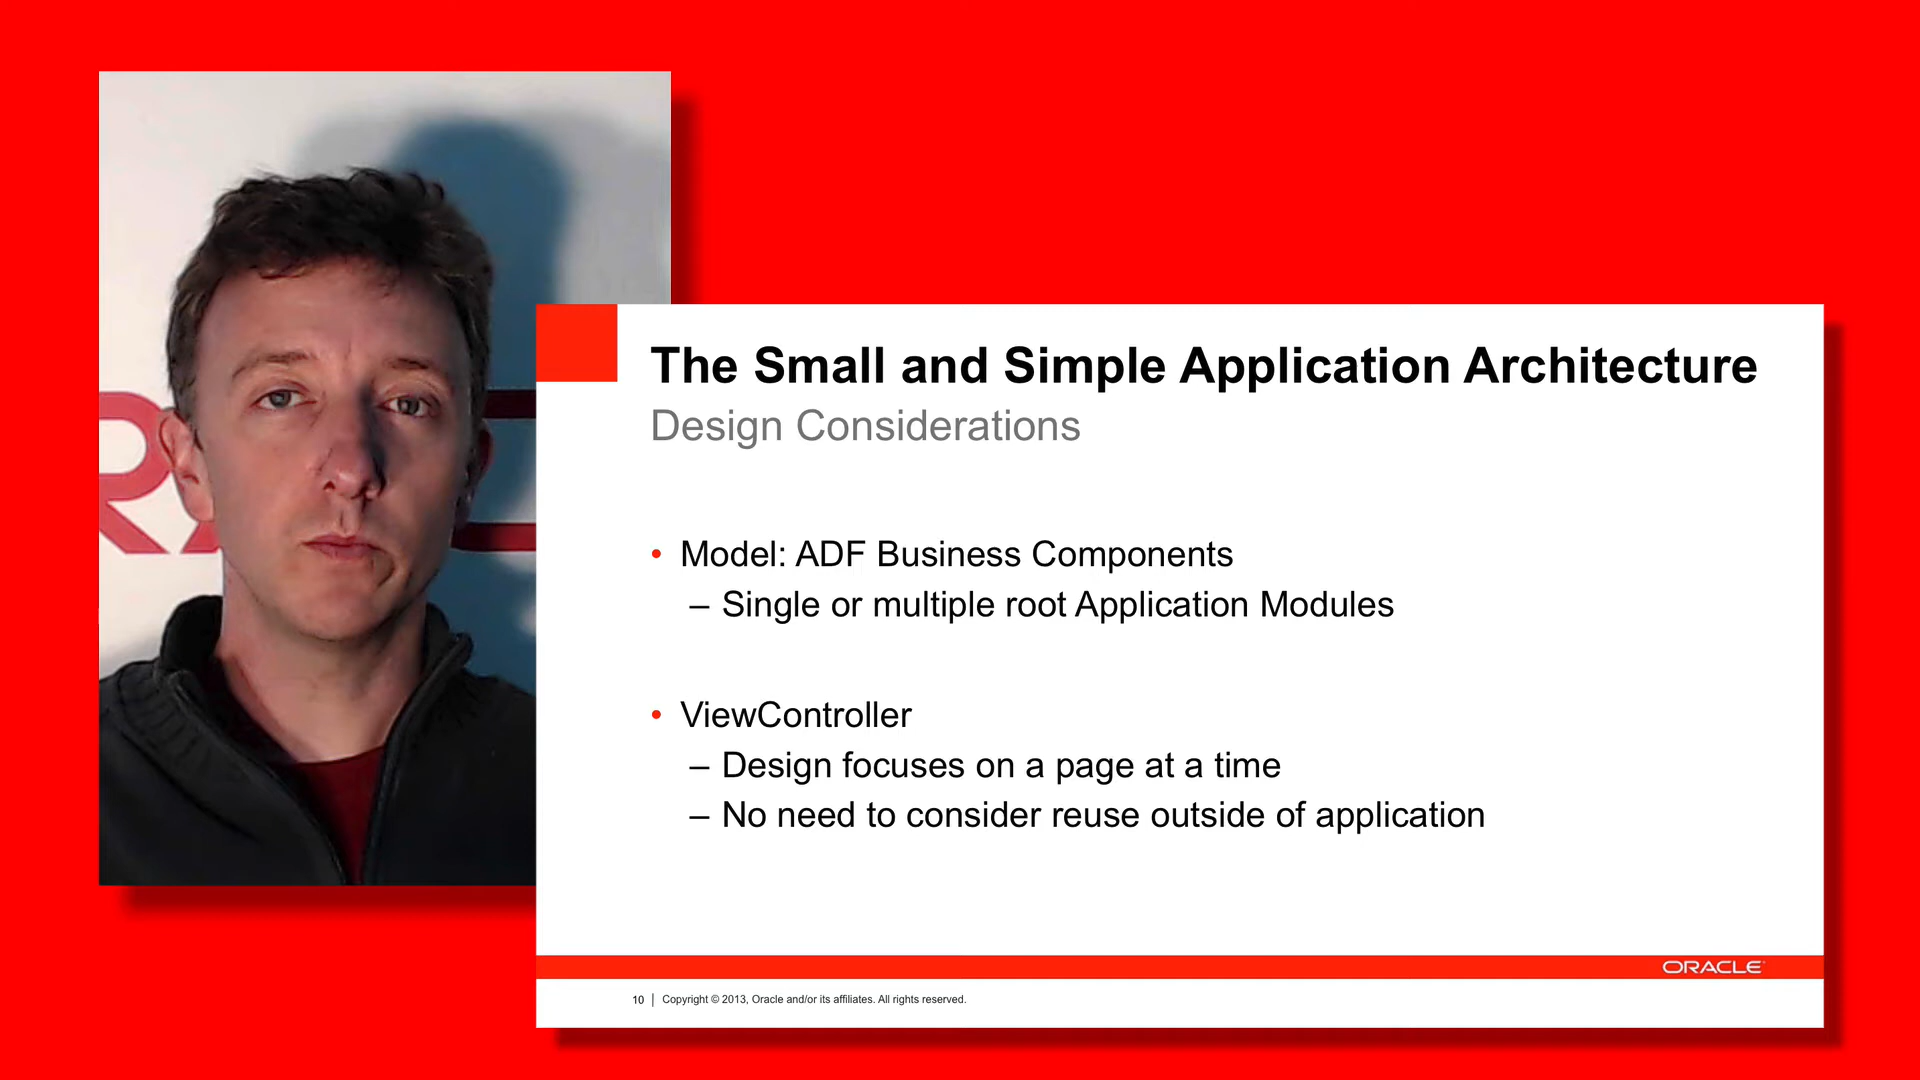 The Small and Simple Application Architecture
Design Considerations
• Model: ADF Business Components
– Single or multiple root Application Modules
• ViewController
– Design focuses on a page at a time
– No need to consider reuse outside of application
ORACLE
10 | Copyright © 2013, Oracle and/or its affiliates. All rights reserved.